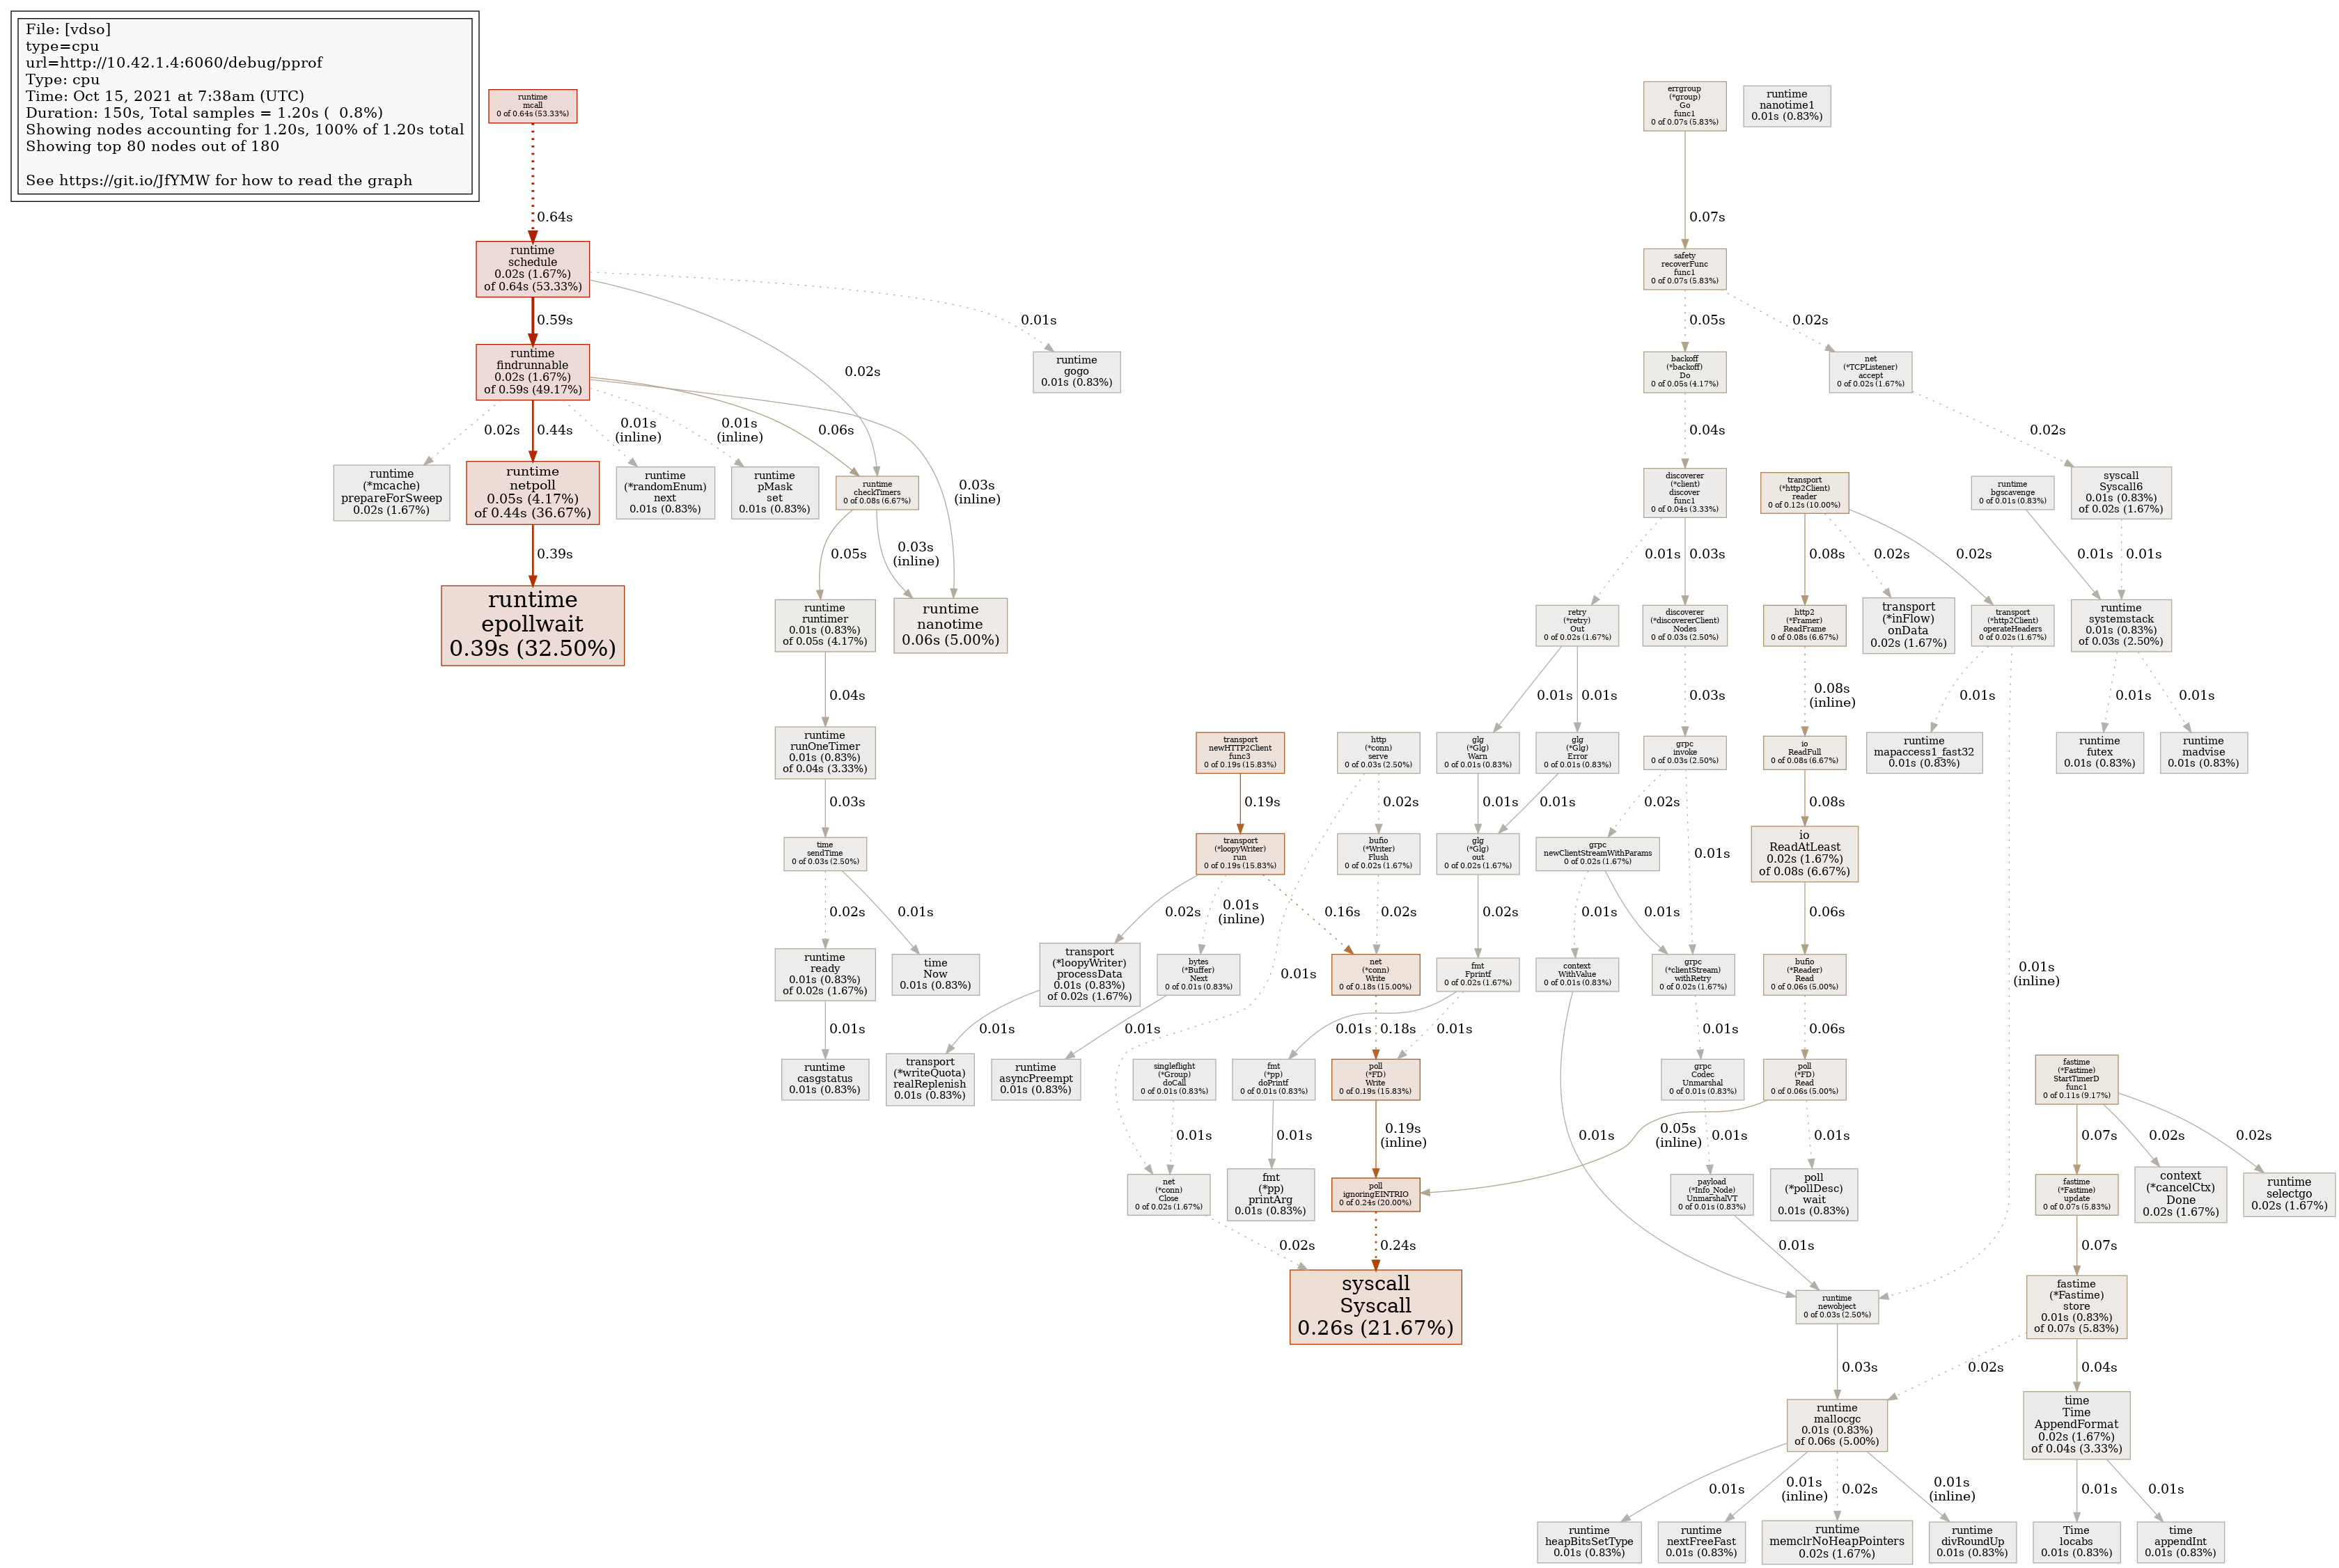 File: [vdso]
type=cpu
url=http://10.42.1.4:6060/debug/pprof
Type: cpu
Time: Oct 15, 2021 at 7:38am (UTC)
Duration: 150s, Total samples = 1.20s ( 0.8%)
Showing nodes accounting for 1.20s, 100% of 1.20s total
Showing top 80 nodes out of 180
See https://git.io/JfYMW for how to read the graph
runtime
mcall
0 of 0.64s (53.33%)
errgroup
(*group)
Go
func1
0 of 0.07s (5.83%)
runtime
nanotime1
0.01s (0.83%)
0.64s
0.07s
runtime
schedule
0.02s (1.67%)
of 0.64s (53.33%)
safety
recoverFunc
func1
0 of 0.07s (5.83%)
0.59s
0.02s
0.01s
0.05s
0.02s
runtime
findrunnable
0.02s (1.67%)
of 0.59s (49.17%)
runtime
gogo
0.01s (0.83%)
backoff
(*backoff)
Do
0 of 0.05s (4.17%)
net
(*TCPListener)
accept
0 of 0.02s (1.67%)
0.02s
0.44s
0.01s
(inline)
0.01s
(inline)
0.06s
0.03s
(inline)
0.04s
0.02s
runtime
(*mcache)
prepareForSweep
0.02s (1.67%)
runtime
netpoll
0.05s (4.17%)
of 0.44s (36.67%)
runtime
(*randomEnum)
next
0.01s (0.83%)
runtime
pMask
set
0.01s (0.83%)
runtime
checkTimers
0 of 0.08s (6.67%)
discoverer
(*client)
discover
func1
0 of 0.04s (3.33%)
transport
(*http2Client)
reader
0 of 0.12s (10.00%)
runtime
bgscavenge
0 of 0.01s (0.83%)
syscall
Syscall6
0.01s (0.83%)
of 0.02s (1.67%)
0.39s
0.05s
0.03s
(inline)
0.01s
0.03s
0.08s
0.02s
0.02s
0.01s
0.01s
runtime
epollwait
0.39s (32.50%)
runtime
runtimer
0.01s (0.83%)
of 0.05s (4.17%)
runtime
nanotime
0.06s (5.00%)
retry
(*retry)
Out
0 of 0.02s (1.67%)
discoverer
(*discovererClient)
Nodes
0 of 0.03s (2.50%)
http2
(*Framer)
ReadFrame
0 of 0.08s (6.67%)
transport
(*inFlow)
onData
0.02s (1.67%)
transport
(*http2Client)
operateHeaders
0 of 0.02s (1.67%)
runtime
systemstack
0.01s (0.83%)
of 0.03s (2.50%)
0.04s
0.01s
0.01s
0.03s
0.08s
(inline)
0.01s
0.01s
0.01s
runtime
runOneTimer
0.01s (0.83%)
of 0.04s (3.33%)
transport
newHTTP2Client
func3
0 of 0.19s (15.83%)
http
(*conn)
serve
0 of 0.03s (2.50%)
glg
(*Glg)
Warn
0 of 0.01s (0.83%)
glg
(*Glg)
Error
0 of 0.01s (0.83%)
grpc
invoke
0 of 0.03s (2.50%)
io
ReadFull
0 of 0.08s (6.67%)
runtime
mapaccess1_fast32
0.01s (0.83%)
runtime
futex
0.01s (0.83%)
runtime
madvise
0.01s (0.83%)
0.03s
0.19s
0.02s
0.01s
0.01s
0.02s
0.01s
0.08s
time
sendTime
0 of 0.03s (2.50%)
transport
(*loopyWriter)
run
0 of 0.19s (15.83%)
bufio
(*Writer)
Flush
0 of 0.02s (1.67%)
glg
(*Glg)
out
0 of 0.02s (1.67%)
grpc
newClientStreamWithParams
0 of 0.02s (1.67%)
io
ReadAtLeast
0.02s (1.67%)
of 0.08s (6.67%)
0.02s
0.01s
0.02s
0.01s
(inline)
0.16s
0.02s
0.02s
0.01s
0.01s
0.06s
runtime
ready
0.01s (0.83%)
of 0.02s (1.67%)
time
Now
0.01s (0.83%)
transport
(*loopyWriter)
processData
0.01s (0.83%)
of 0.02s (1.67%)
bytes
(*Buffer)
Next
0 of 0.01s (0.83%)
0.01s
net
(*conn)
Write
0 of 0.18s (15.00%)
fmt
Fprintf
0 of 0.02s (1.67%)
context
WithValue
0 of 0.01s (0.83%)
grpc
(*clientStream)
withRetry
0 of 0.02s (1.67%)
bufio
(*Reader)
Read
0 of 0.06s (5.00%)
0.01s
(inline)
0.01s
0.01s
0.01s
0.01s
0.18s
0.01s
0.01s
0.06s
runtime
casgstatus
0.01s (0.83%)
transport
(*writeQuota)
realReplenish
0.01s (0.83%)
runtime
asyncPreempt
0.01s (0.83%)
singleflight
(*Group)
doCall
0 of 0.01s (0.83%)
fmt
(*pp)
doPrintf
0 of 0.01s (0.83%)
poll
(*FD)
Write
0 of 0.19s (15.83%)
grpc
Codec
Unmarshal
0 of 0.01s (0.83%)
poll
(*FD)
Read
0 of 0.06s (5.00%)
fastime
(*Fastime)
StartTimerD
func1
0 of 0.11s (9.17%)
0.01s
0.01s
0.19s
(inline)
0.01s
0.05s
(inline)
0.01s
0.01s
0.07s
0.02s
0.02s
net
(*conn)
Close
0 of 0.02s (1.67%)
fmt
(*pp)
printArg
0.01s (0.83%)
poll
ignoringEINTRIO
0 of 0.24s (20.00%)
payload
(*Info_Node)
UnmarshalVT
0 of 0.01s (0.83%)
poll
(*pollDesc)
wait
0.01s (0.83%)
fastime
(*Fastime)
update
0 of 0.07s (5.83%)
context
(*cancelCtx)
Done
0.02s (1.67%)
runtime
selectgo
0.02s (1.67%)
0.02s
0.24s
0.01s
0.07s
syscall
Syscall
0.26s (21.67%)
runtime
newobject
0 of 0.03s (2.50%)
fastime
(*Fastime)
store
0.01s (0.83%)
of 0.07s (5.83%)
0.03s
0.02s
0.04s
runtime
mallocgc
0.01s (0.83%)
of 0.06s (5.00%)
time
Time
AppendFormat
0.02s (1.67%)
of 0.04s (3.33%)
0.01s
0.01s
(inline)
0.02s
0.01s
(inline)
0.01s
0.01s
runtime
heapBitsSetType
0.01s (0.83%)
runtime
nextFreeFast
0.01s (0.83%)
runtime
memclrNoHeapPointers
0.02s (1.67%)
runtime
divRoundUp
0.01s (0.83%)
Time
locabs
0.01s (0.83%)
time
appendInt
0.01s (0.83%)